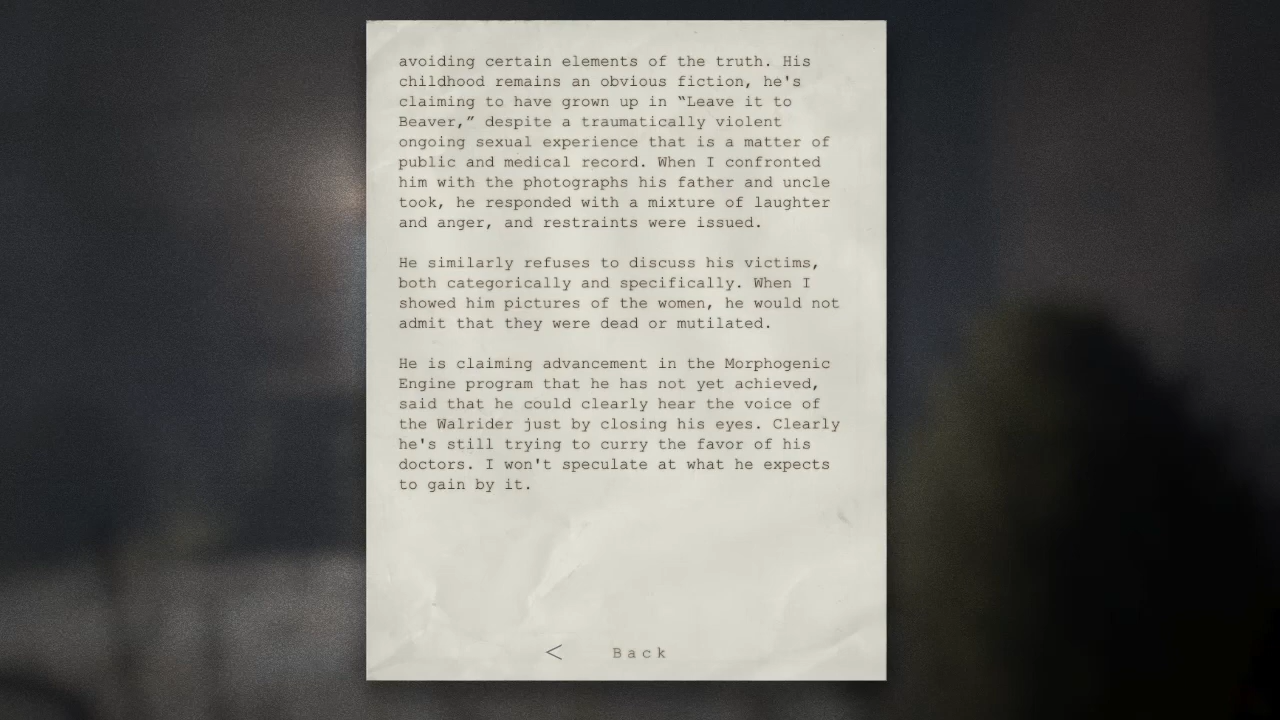 avoiding certain elements of the truth. His
childhood remains an obvious fiction, he's
claiming to have grown up in “Leave it to
Beaver,” despite a traumatically violent
ongoing sexual experience that is a matter of
public and medical record. When I confronted
him with the photographs his father and uncle
took, he responded with a mixture of laughter
and anger, and restraints were issued.
He similarly refuses to discuss his victims,
both categorically and specifically. When I
showed him pictures of the women, he would not
admit that they were dead or mutilated.
He is claiming advancement in the Morphogenic
Engine program that he has not yet achieved,
said that he could clearly hear the voice of
the Walrider just by closing his eyes. Clearly
he's still trying to curry the favor of his
doctors. I won't speculate at what he expects
to gain by it.
< Back